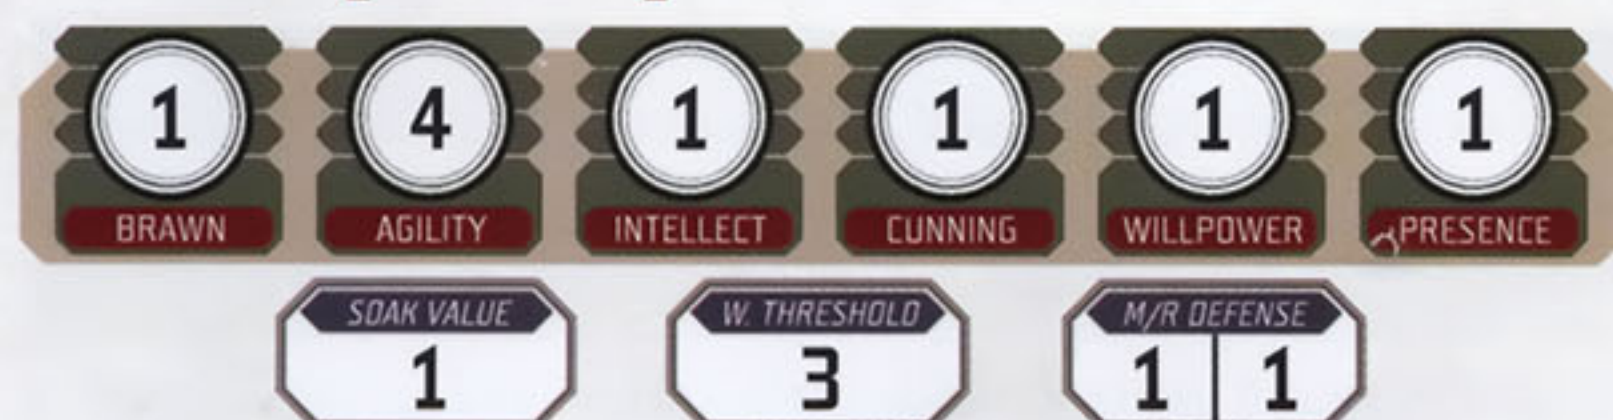 1 4 1 1 1 1
BRAWN AGILITY INTELLECT CUNNING WILLPOWER PRESENCE
SOAK VALUE W. THRESHOLD M/R DEFENSE
1 3 1 1